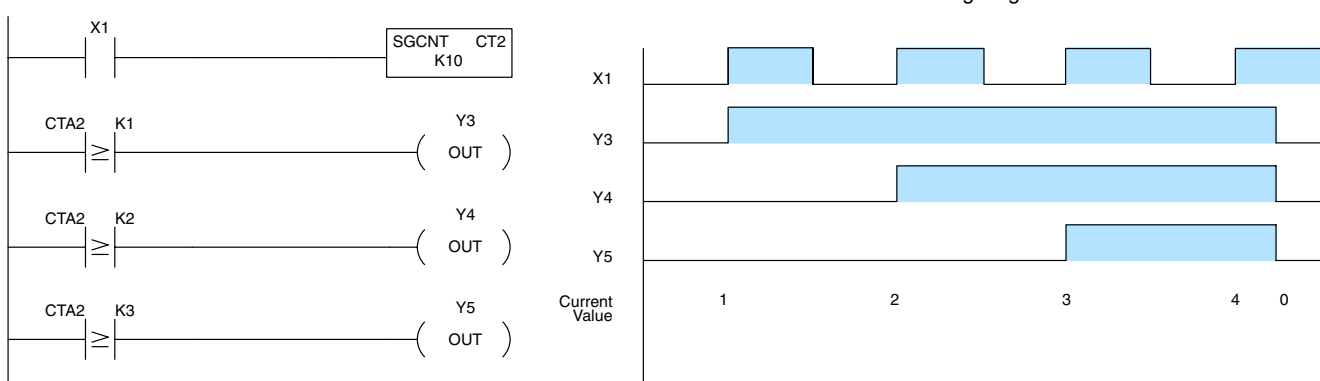 X1
SGCNT CT2
K10
CTA2 K1
≥
Y3
OUT
CTA2 K2
≥
Y4
OUT
CTA2 K3
≥
Y5
OUT
X1
Y3
Y4
Y5
Current
Value
1 2 3 4 0